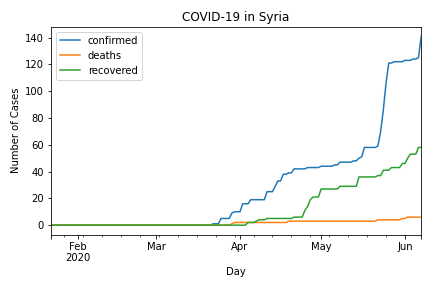 COVID-19 in Syria
confirmed
deaths
recovered
Number of Cases
140
120
100
80
60
40
20
0
Feb
2020
Mar
Apr
May
Jun
Day